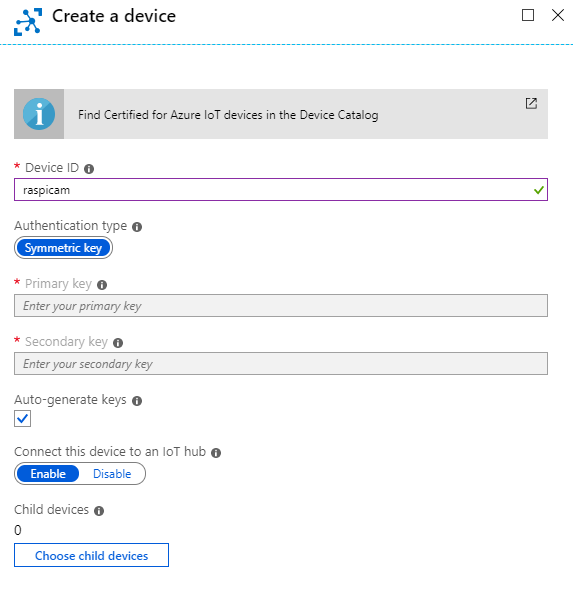 Create a device
Find Certified for Azure IoT devices in the Device Catalog
* Device ID
raspicam
Authentication type
Symmetric key
* Primary key
Enter your primary key
* Secondary key
Enter your secondary key
Auto-generate keys
Connect this device to an IoT hub
Enable Disable
Child devices
0
Choose child devices